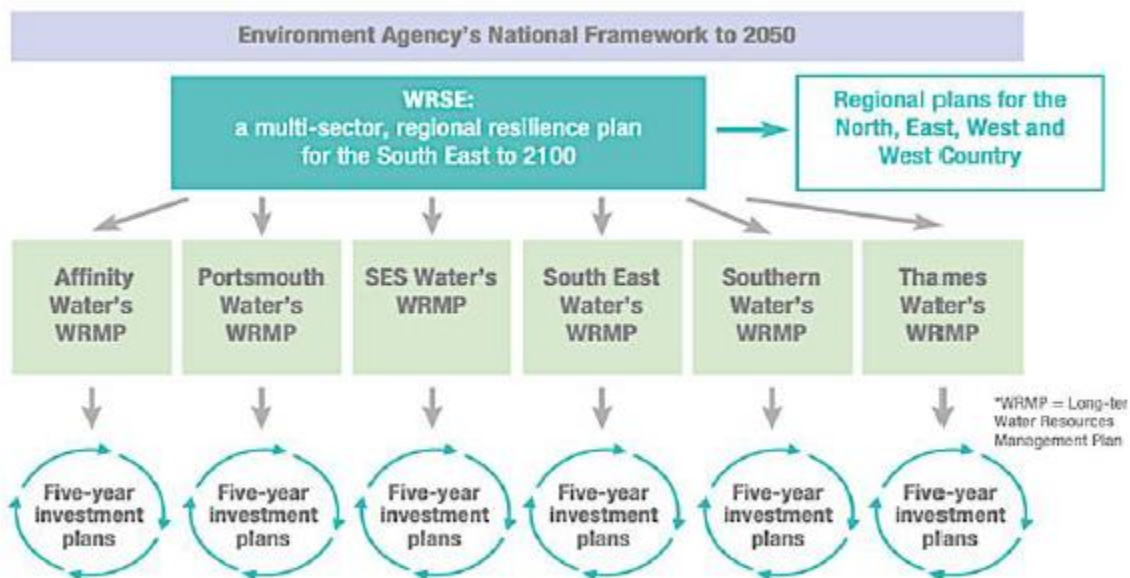 Environment Agency's National Framework to 2050
WRSE:
a multi-sector, regional resilience plan
for the South East to 2100
Regional plans for the
North, East, West and
West Country
Affinity
Water's
WRMP
Portsmouth
Water's
WRMP
SES Water's
WRMP
South East
Water's
WRMP
Southern
Water's
WRMP
Thames
Water's
WRMP
*WRMP = Long-ter
Water Resources
Management Plan
Five-year
investment
plans
Five-year
investment
plans
Five-year
investment
plans
Five-year
investment
plans
Five-year
investment
plans
Five-year
investment
plans